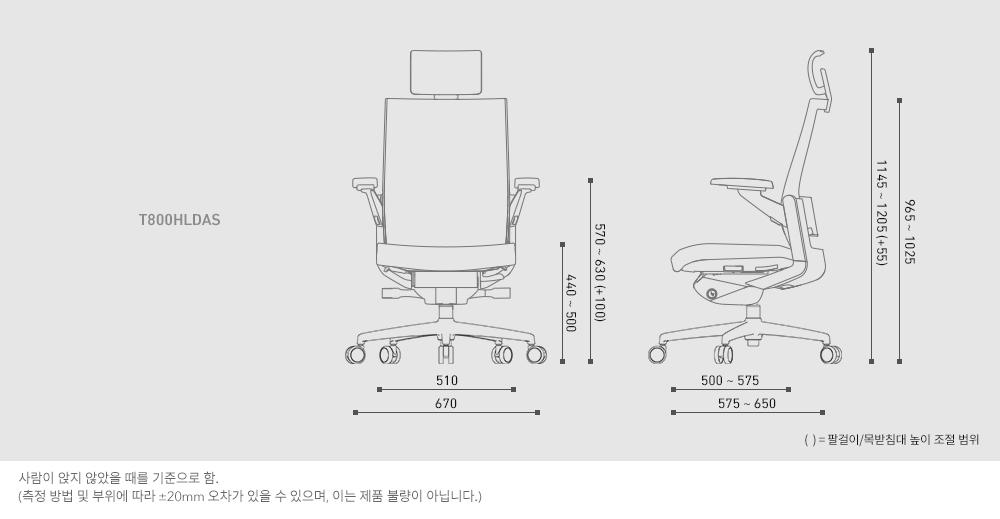 T800HLDAS
440 ~ 500
570 ~ 630 (+100)
1145 ~ 1205 (+55)
965 ~ 1025
510
670
500 ~ 575
575 ~ 650
( ) = 팔걸이/목받침대 높이 조절 범위
사람이 앉지 않았을 때를 기준으로 함.
(측정 방법 및 부위에 따라 ±20mm 오차가 있을 수 있으며, 이는 제품 불량이 아닙니다.)